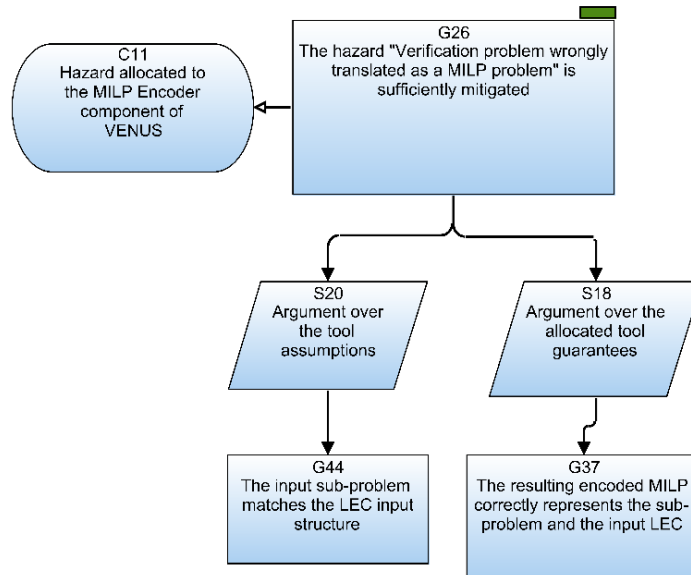 C11
Hazard allocated to
the MILP Encoder
component of
VENUS
G26
The hazard "Verification problem wrongly
translated as a MILP problem" is
sufficiently mitigated
S20
Argument over
the tool
assumptions
S18
Argument over the
allocated tool
guarantees
G44
The input sub-problem
matches the LEC input
structure
G37
The resulting encoded MILP
correctly represents the sub-
problem and the input LEC